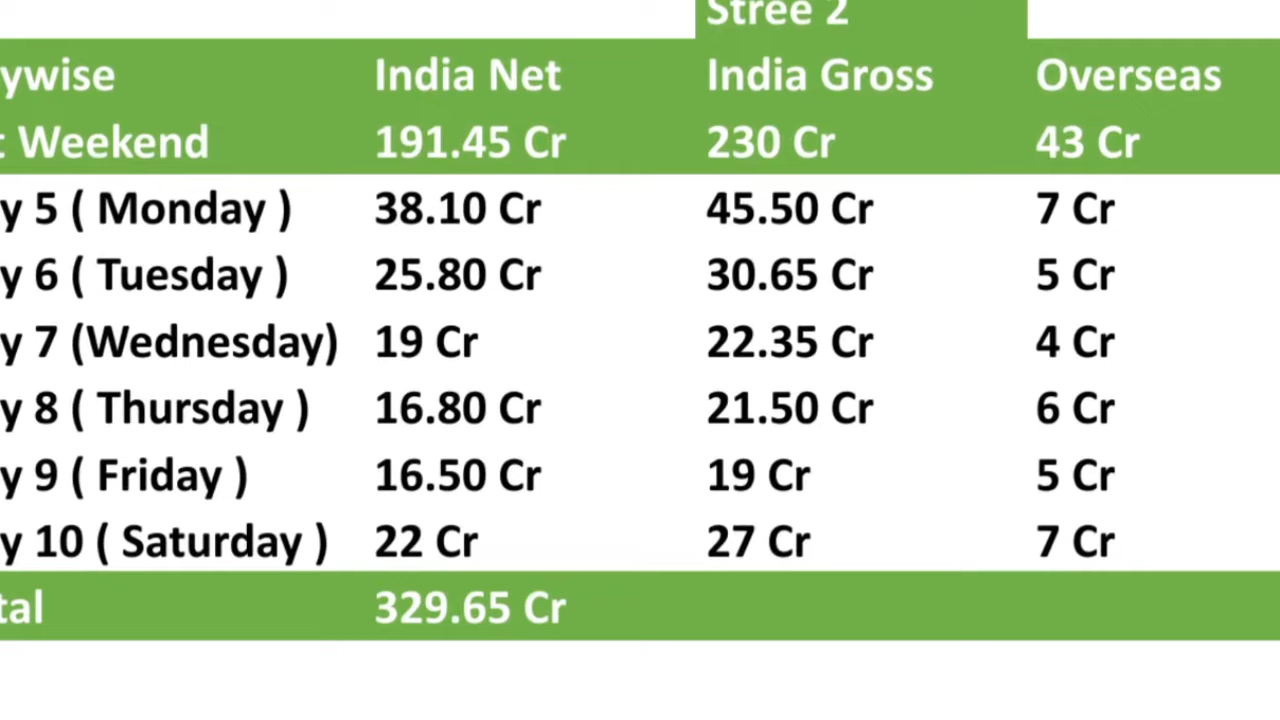 Stree 2
ywise India Net India Gross Overseas
t Weekend 191.45 Cr 230 Cr 43 Cr
y 5 ( Monday ) 38.10 Cr 45.50 Cr 7 Cr
y 6 ( Tuesday ) 25.80 Cr 30.65 Cr 5 Cr
y 7 (Wednesday) 19 Cr 22.35 Cr 4 Cr
y 8 ( Thursday ) 16.80 Cr 21.50 Cr 6 Cr
y 9 ( Friday ) 16.50 Cr 19 Cr 5 Cr
y 10 ( Saturday ) 22 Cr 27 Cr 7 Cr
tal 329.65 Cr